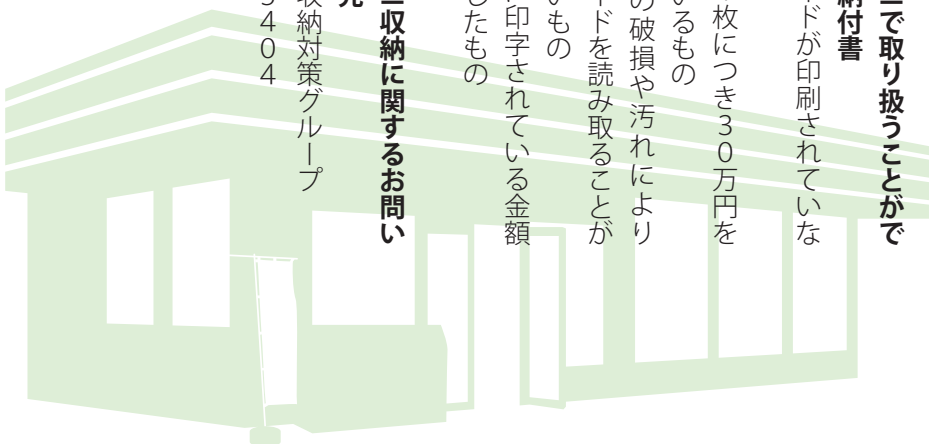 ニで取り扱うことがで
納付書
ドが印刷されていな
枚につき３０万円を
いるもの
の破損や汚れにより
ードを読み取ることが
いもの
印字されている金額
したもの
ニ収納に関するお問い
収納対策グループ
９４０４